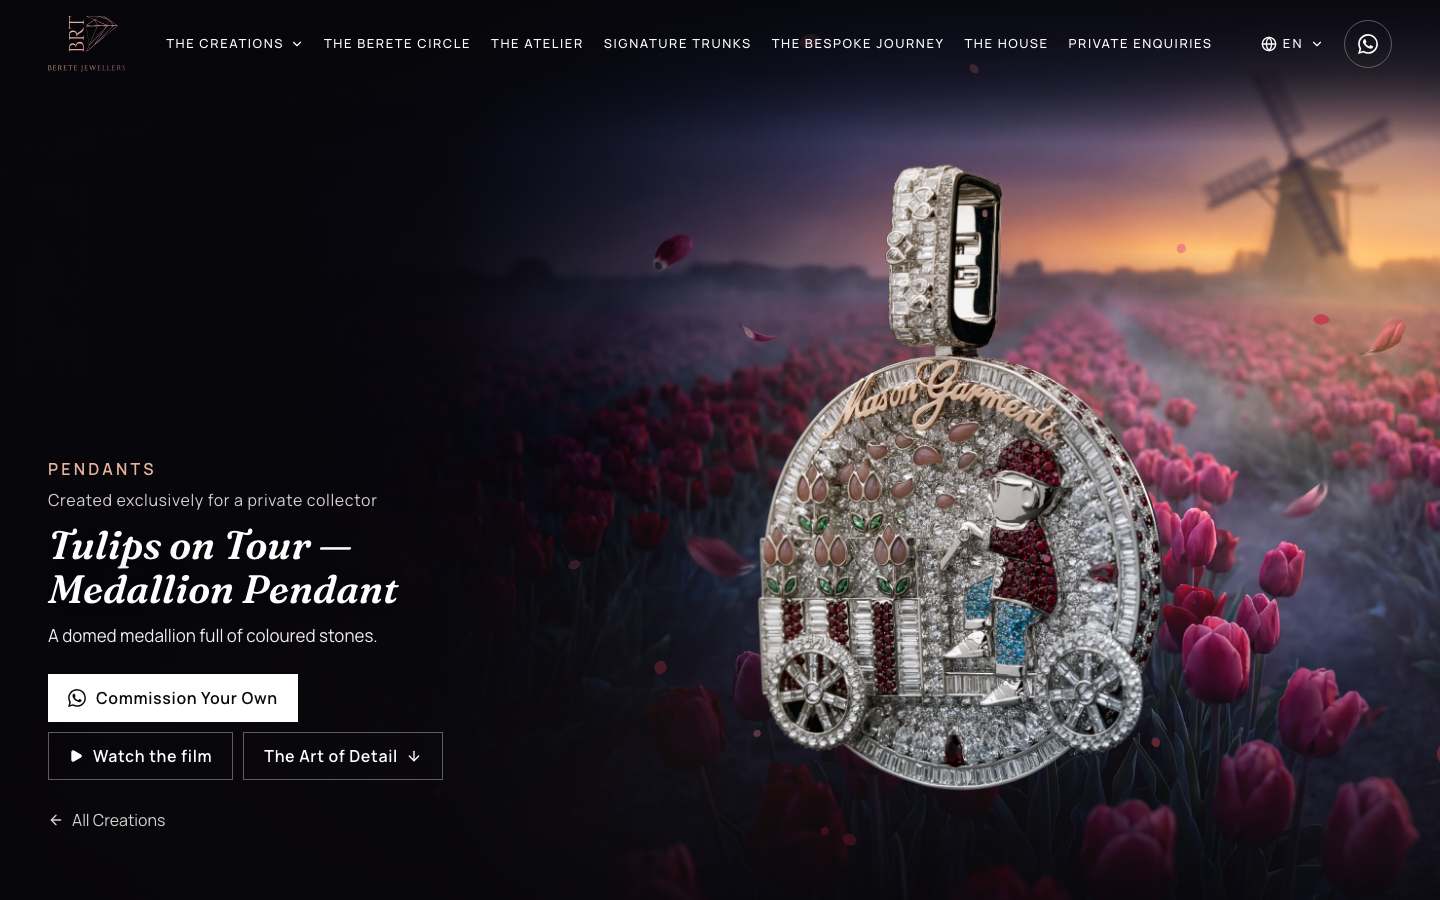 BRT
BERETE JEWELLERS
THE CREATIONS
THE BERETE CIRCLE
THE ATELIER
SIGNATURE TRUNKS
THE BESPOKE JOURNEY
THE HOUSE
PRIVATE ENQUIRIES
EN
Mason Garments
PENDANTS
Created exclusively for a private collector
Tulips on Tour —
Medallion Pendant
A domed medallion full of coloured stones.
Commission Your Own
Watch the film
The Art of Detail
All Creations